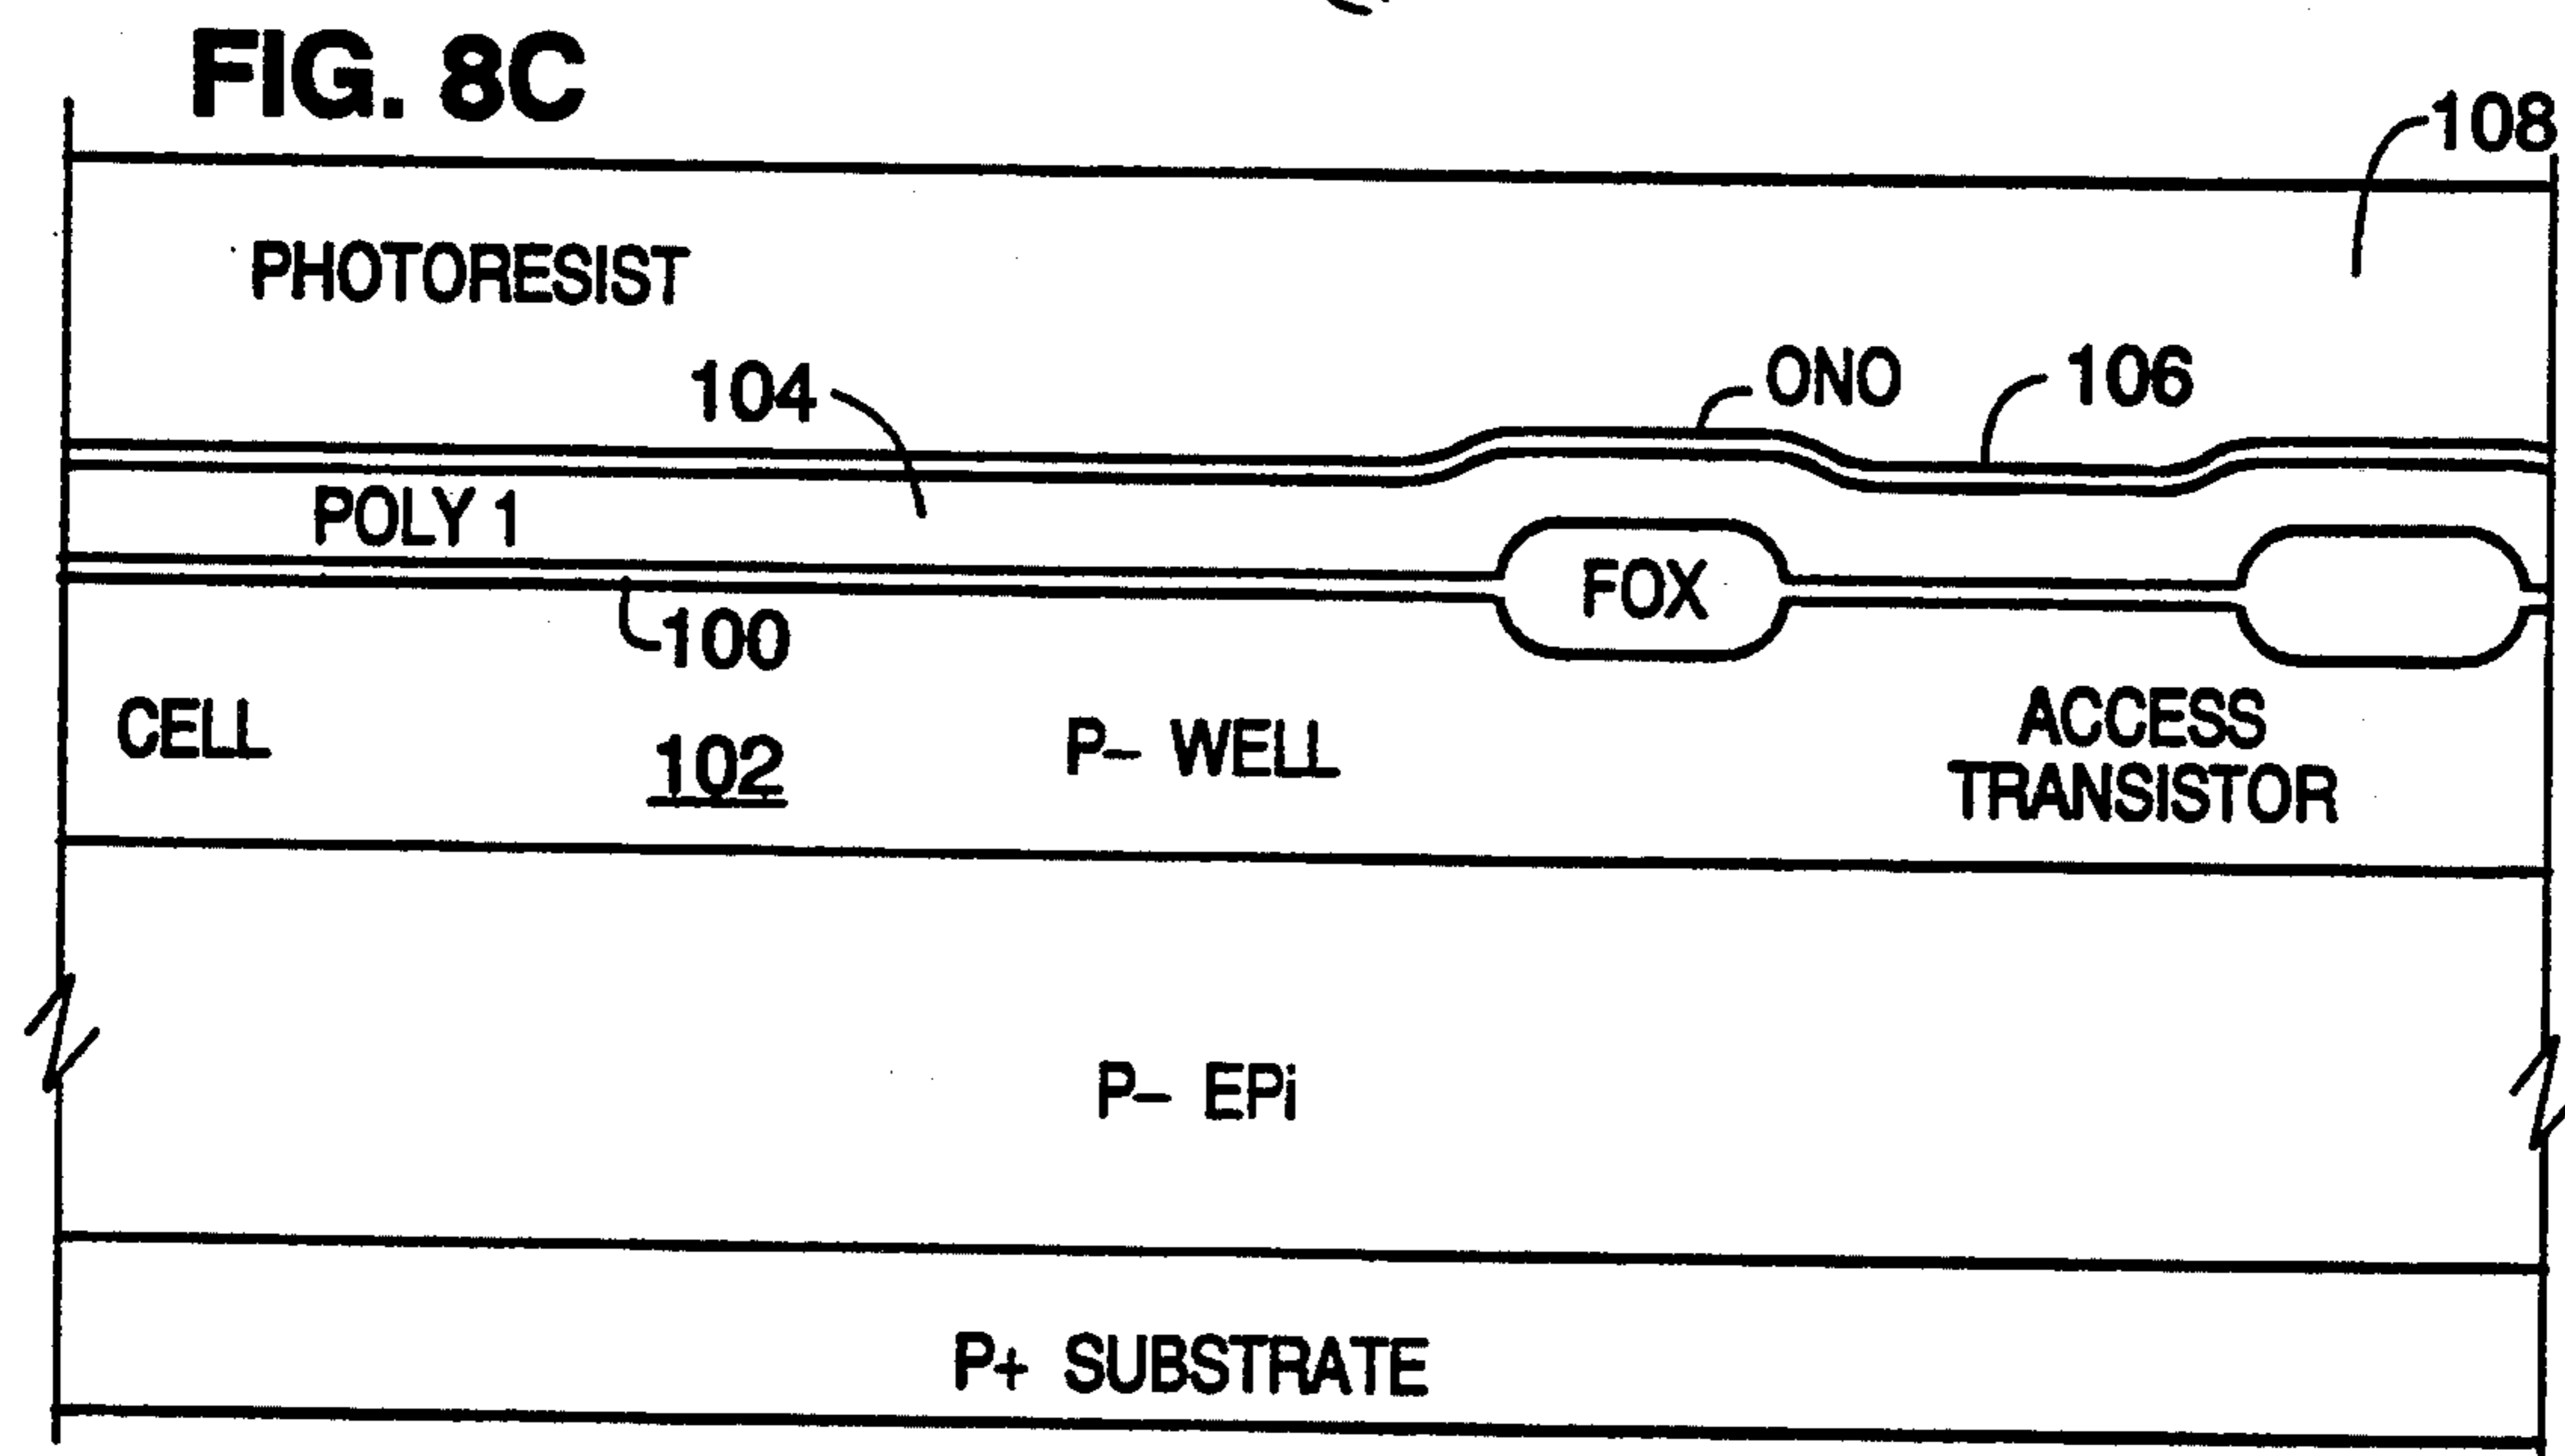 FIG. 8C
108
PHOTORESIST
104
ONO
106
POLY 1
FOX
100
CELL
102
P– WELL
ACCESS
TRANSISTOR
P– EPi
P+ SUBSTRATE